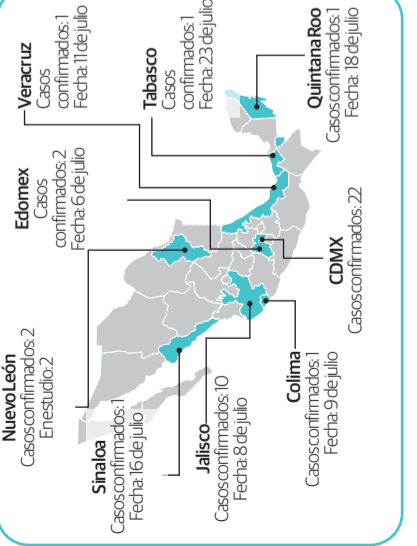 Nuevo León
Casos confirmados: 2
En estudio: 2
Edomex
Casos
confirmados: 2
Fecha: 6 de julio
Veracruz
Casos
confirmados: 1
Fecha: 11 de julio
Sinaloa
Casos confirmados: 1
Fecha: 16 de julio
Tabasco
Casos
confirmados: 1
Fecha: 23 de julio
Jalisco
Casos confirmados: 10
Fecha: 8 de julio
Colima
Casos confirmados: 1
Fecha: 9 de julio
CDMX
Casos confirmados: 22
Quintana Roo
Casos confirmados: 1
Fecha: 18 de julio